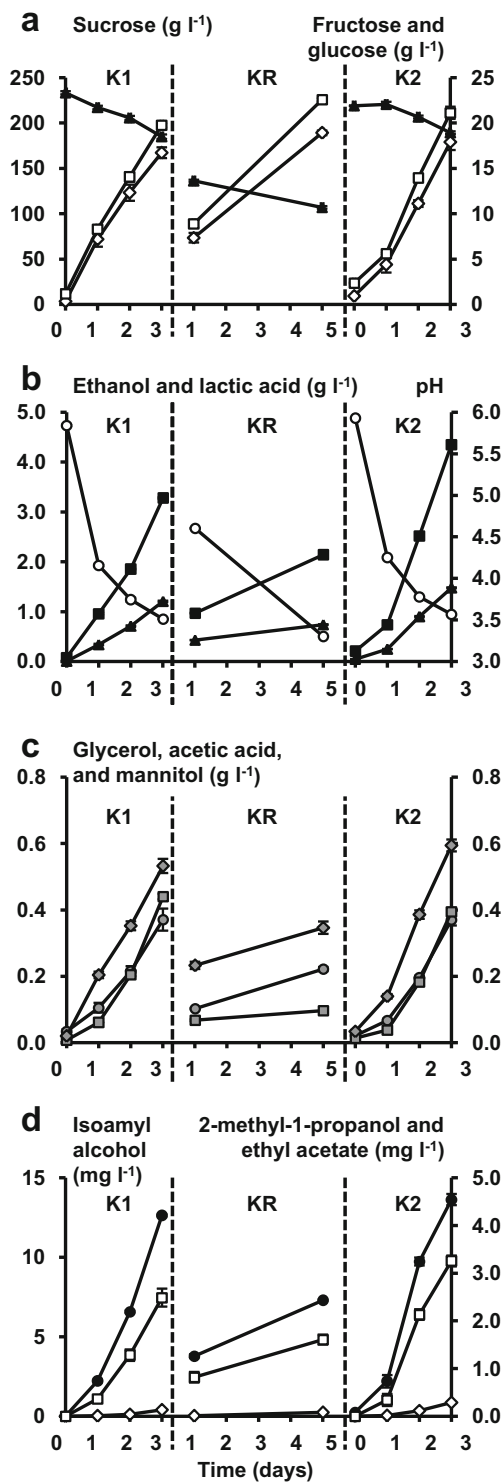 a Sucrose (g l-1) Fructose and
glucose (g l-1)
K1 KR K2
250 25
200 20
150 15
100 10
50 5
0 0
0 1 2 3 1 2 3 4 5 0 1 2 3
b Ethanol and lactic acid (g l-1) pH
K1 KR K2
5.0 6.0
5.5
4.0
5.0
3.0 4.5
2.0 4.0
1.0 3.5
0.0 3.0
0 1 2 3 1 2 3 4 5 0 1 2 3
c Glycerol, acetic acid,
and mannitol (g l-1)
0.8 0.8
K1 KR K2
0.6 0.6
0.4 0.4
0.2 0.2
0.0 0.0
0 1 2 3 1 2 3 4 5 0 1 2 3
d Isoamyl 2-methyl-1-propanol and
alcohol ethyl acetate (mg l-1)
(mg l-1)
15 5.0
K1 KR K2
4.0
10
3.0
2.0
5
1.0
0 0.0
0 1 2 3 1 2 3 4 5 0 1 2 3
Time (days)